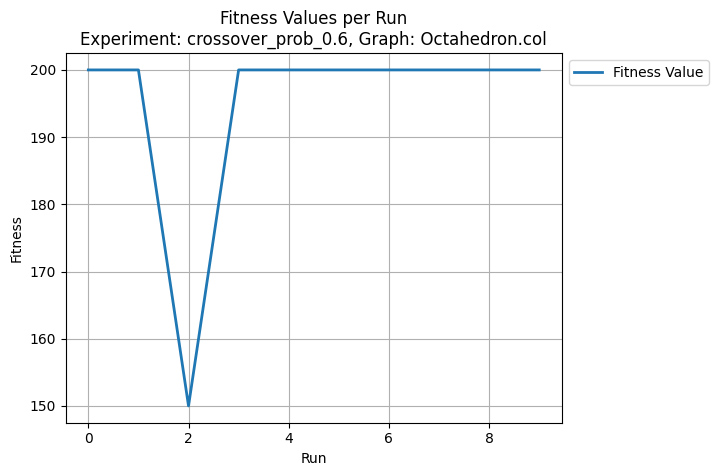 Fitness Values per Run
Experiment: crossover_prob_0.6, Graph: Octahedron.col
Fitness Value
200
190
180
170
160
150
Fitness
0 2 4 6 8
Run